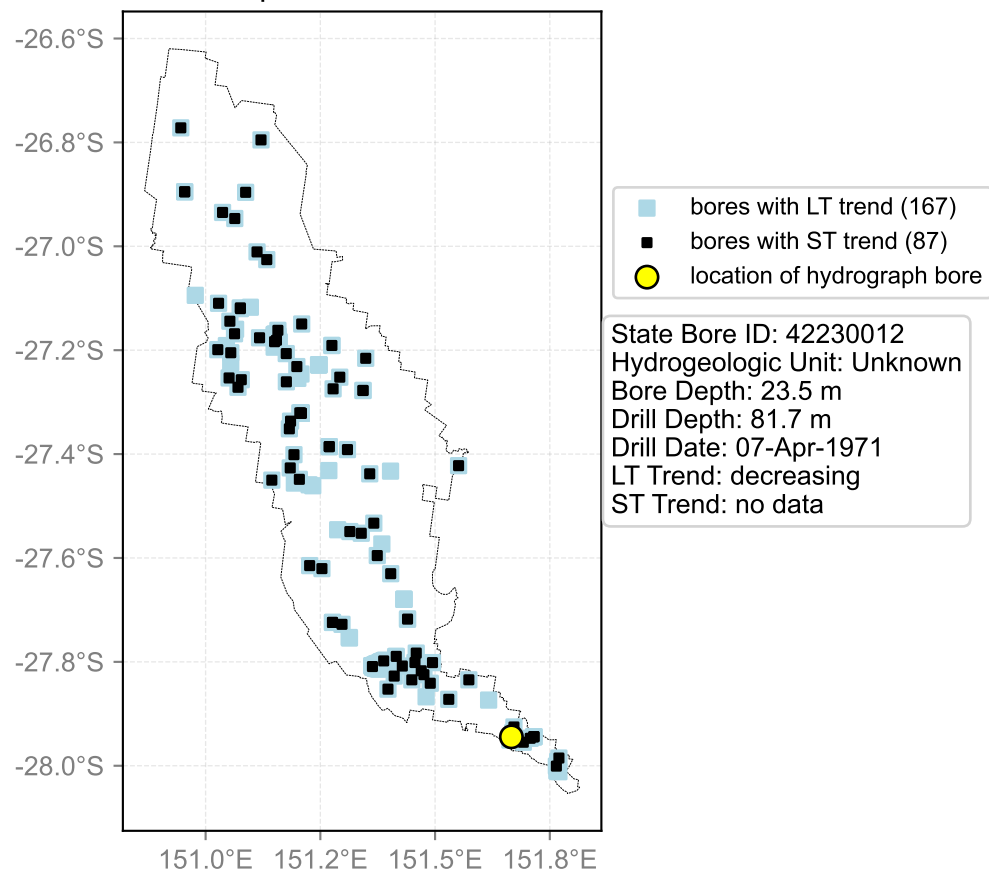 -26.6°S
-26.8°S
-27.0°S
-27.2°S
-27.4°S
-27.6°S
-27.8°S
-28.0°S
151.0°E
151.2°E
151.5°E
151.8°E
bores with LT trend (167)
bores with ST trend (87)
location of hydrograph bore
State Bore ID: 42230012
Hydrogeologic Unit: Unknown
Bore Depth: 23.5 m
Drill Depth: 81.7 m
Drill Date: 07-Apr-1971
LT Trend: decreasing
ST Trend: no data